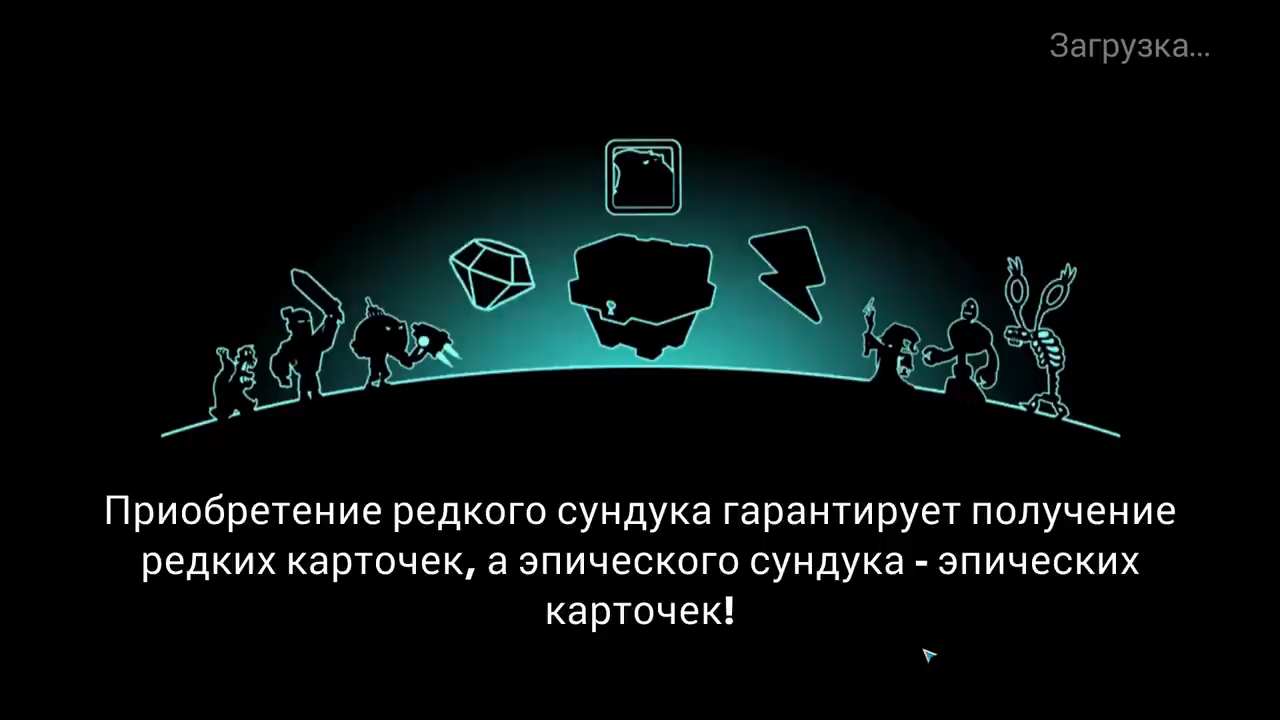 Загрузка...
Приобретение редкого сундука гарантирует получение
редких карточек, а эпического сундука - эпических
карточек!